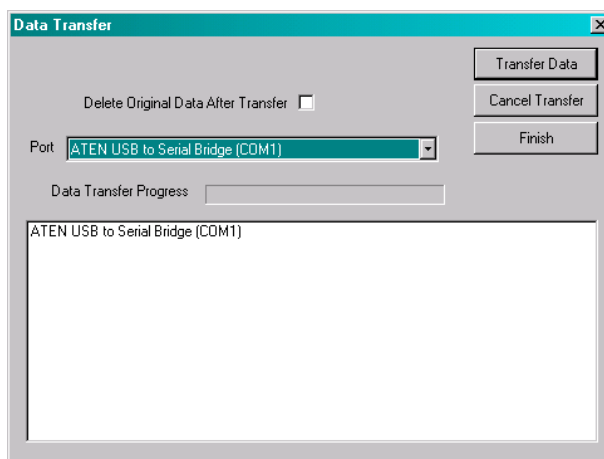 Data Transfer
Transfer Data
Delete Original Data After Transfer
Cancel Transfer
Port
ATEN USB to Serial Bridge (COM1)
Finish
Data Transfer Progress
ATEN USB to Serial Bridge (COM1)